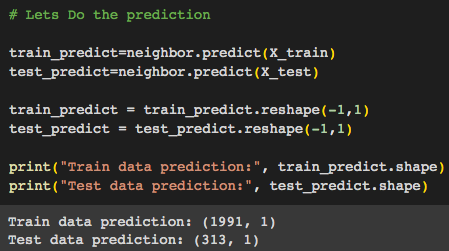 # Lets Do the prediction
train_predict=neighbor.predict(X_train)
test_predict=neighbor.predict(X_test)
train_predict = train_predict.reshape(-1,1)
test_predict = test_predict.reshape(-1,1)
print("Train data prediction:", train_predict.shape)
print("Test data prediction:", test_predict.shape)
Train data prediction: (1991, 1)
Test data prediction: (313, 1)